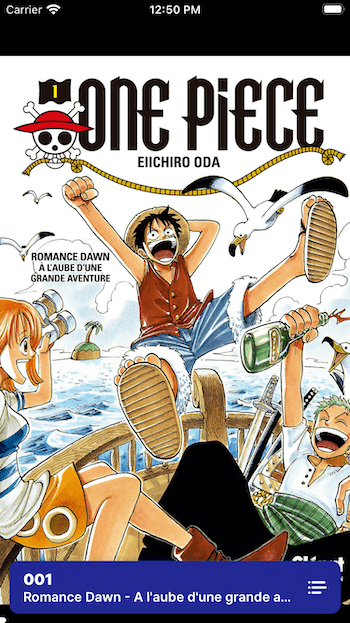 Carrier 12:50 PM
1
ONE PIECE
EIICHIRO ODA
ROMANCE DAWN
À L'AUBE D'UNE
GRANDE AVENTURE
Glénat
001
Romance Dawn - A l'aube d'une grande a...